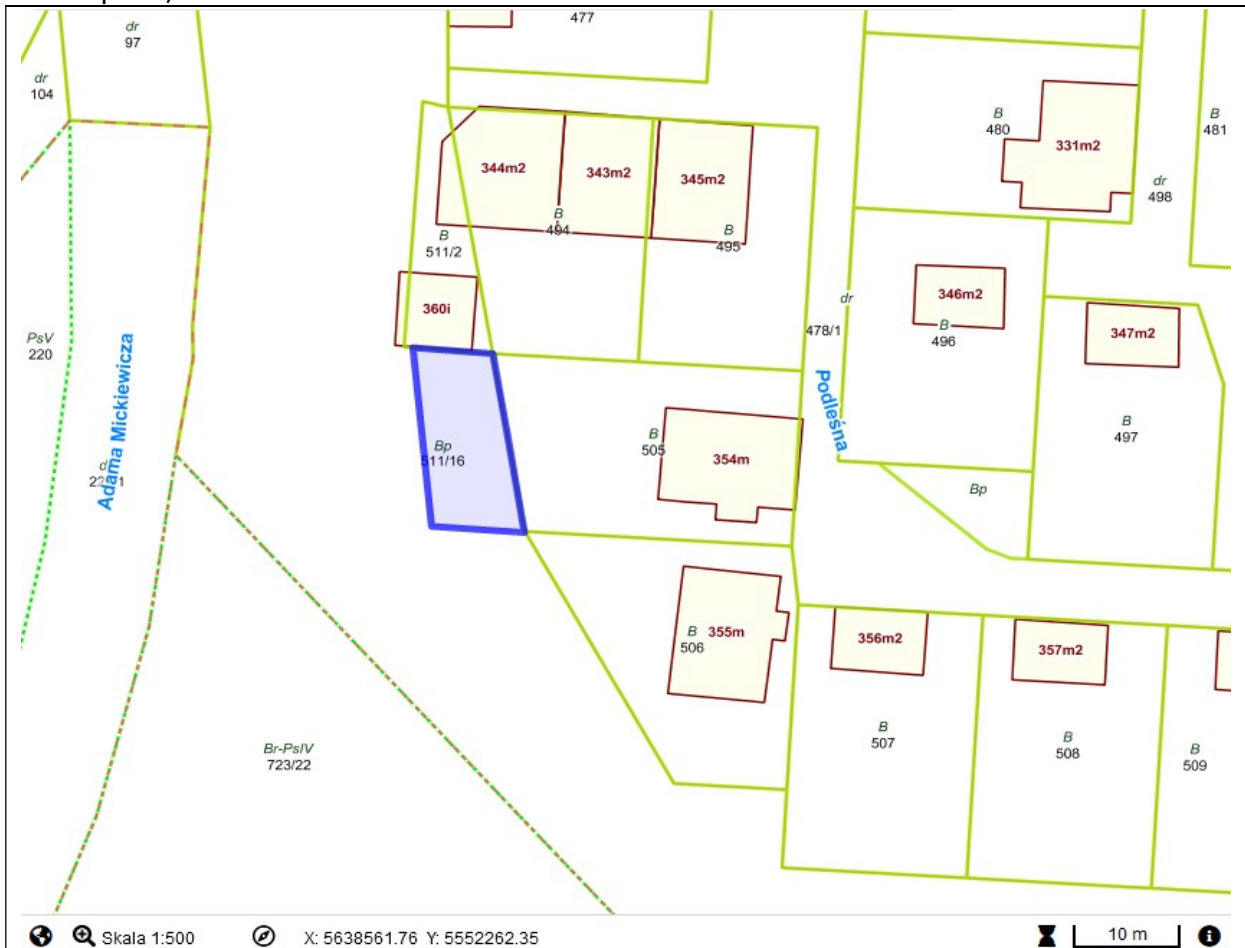 dr
97
477
dr
104
B
480
B
481
331m2
344m2
343m2
345m2
dr
498
B
494
B
495
B
511/2
346m2
dr
360i
478/1
B
496
347m2
PsV
220
Adama Mickiewicza
Podleśna
B
497
B
505
354m
Bp
511/16
Bp
B
506
355m
356m2
357m2
B
507
B
508
B
509
Br-PsIV
723/22
Skala 1:500
X: 5638561.76 Y: 5552262.35
10 m